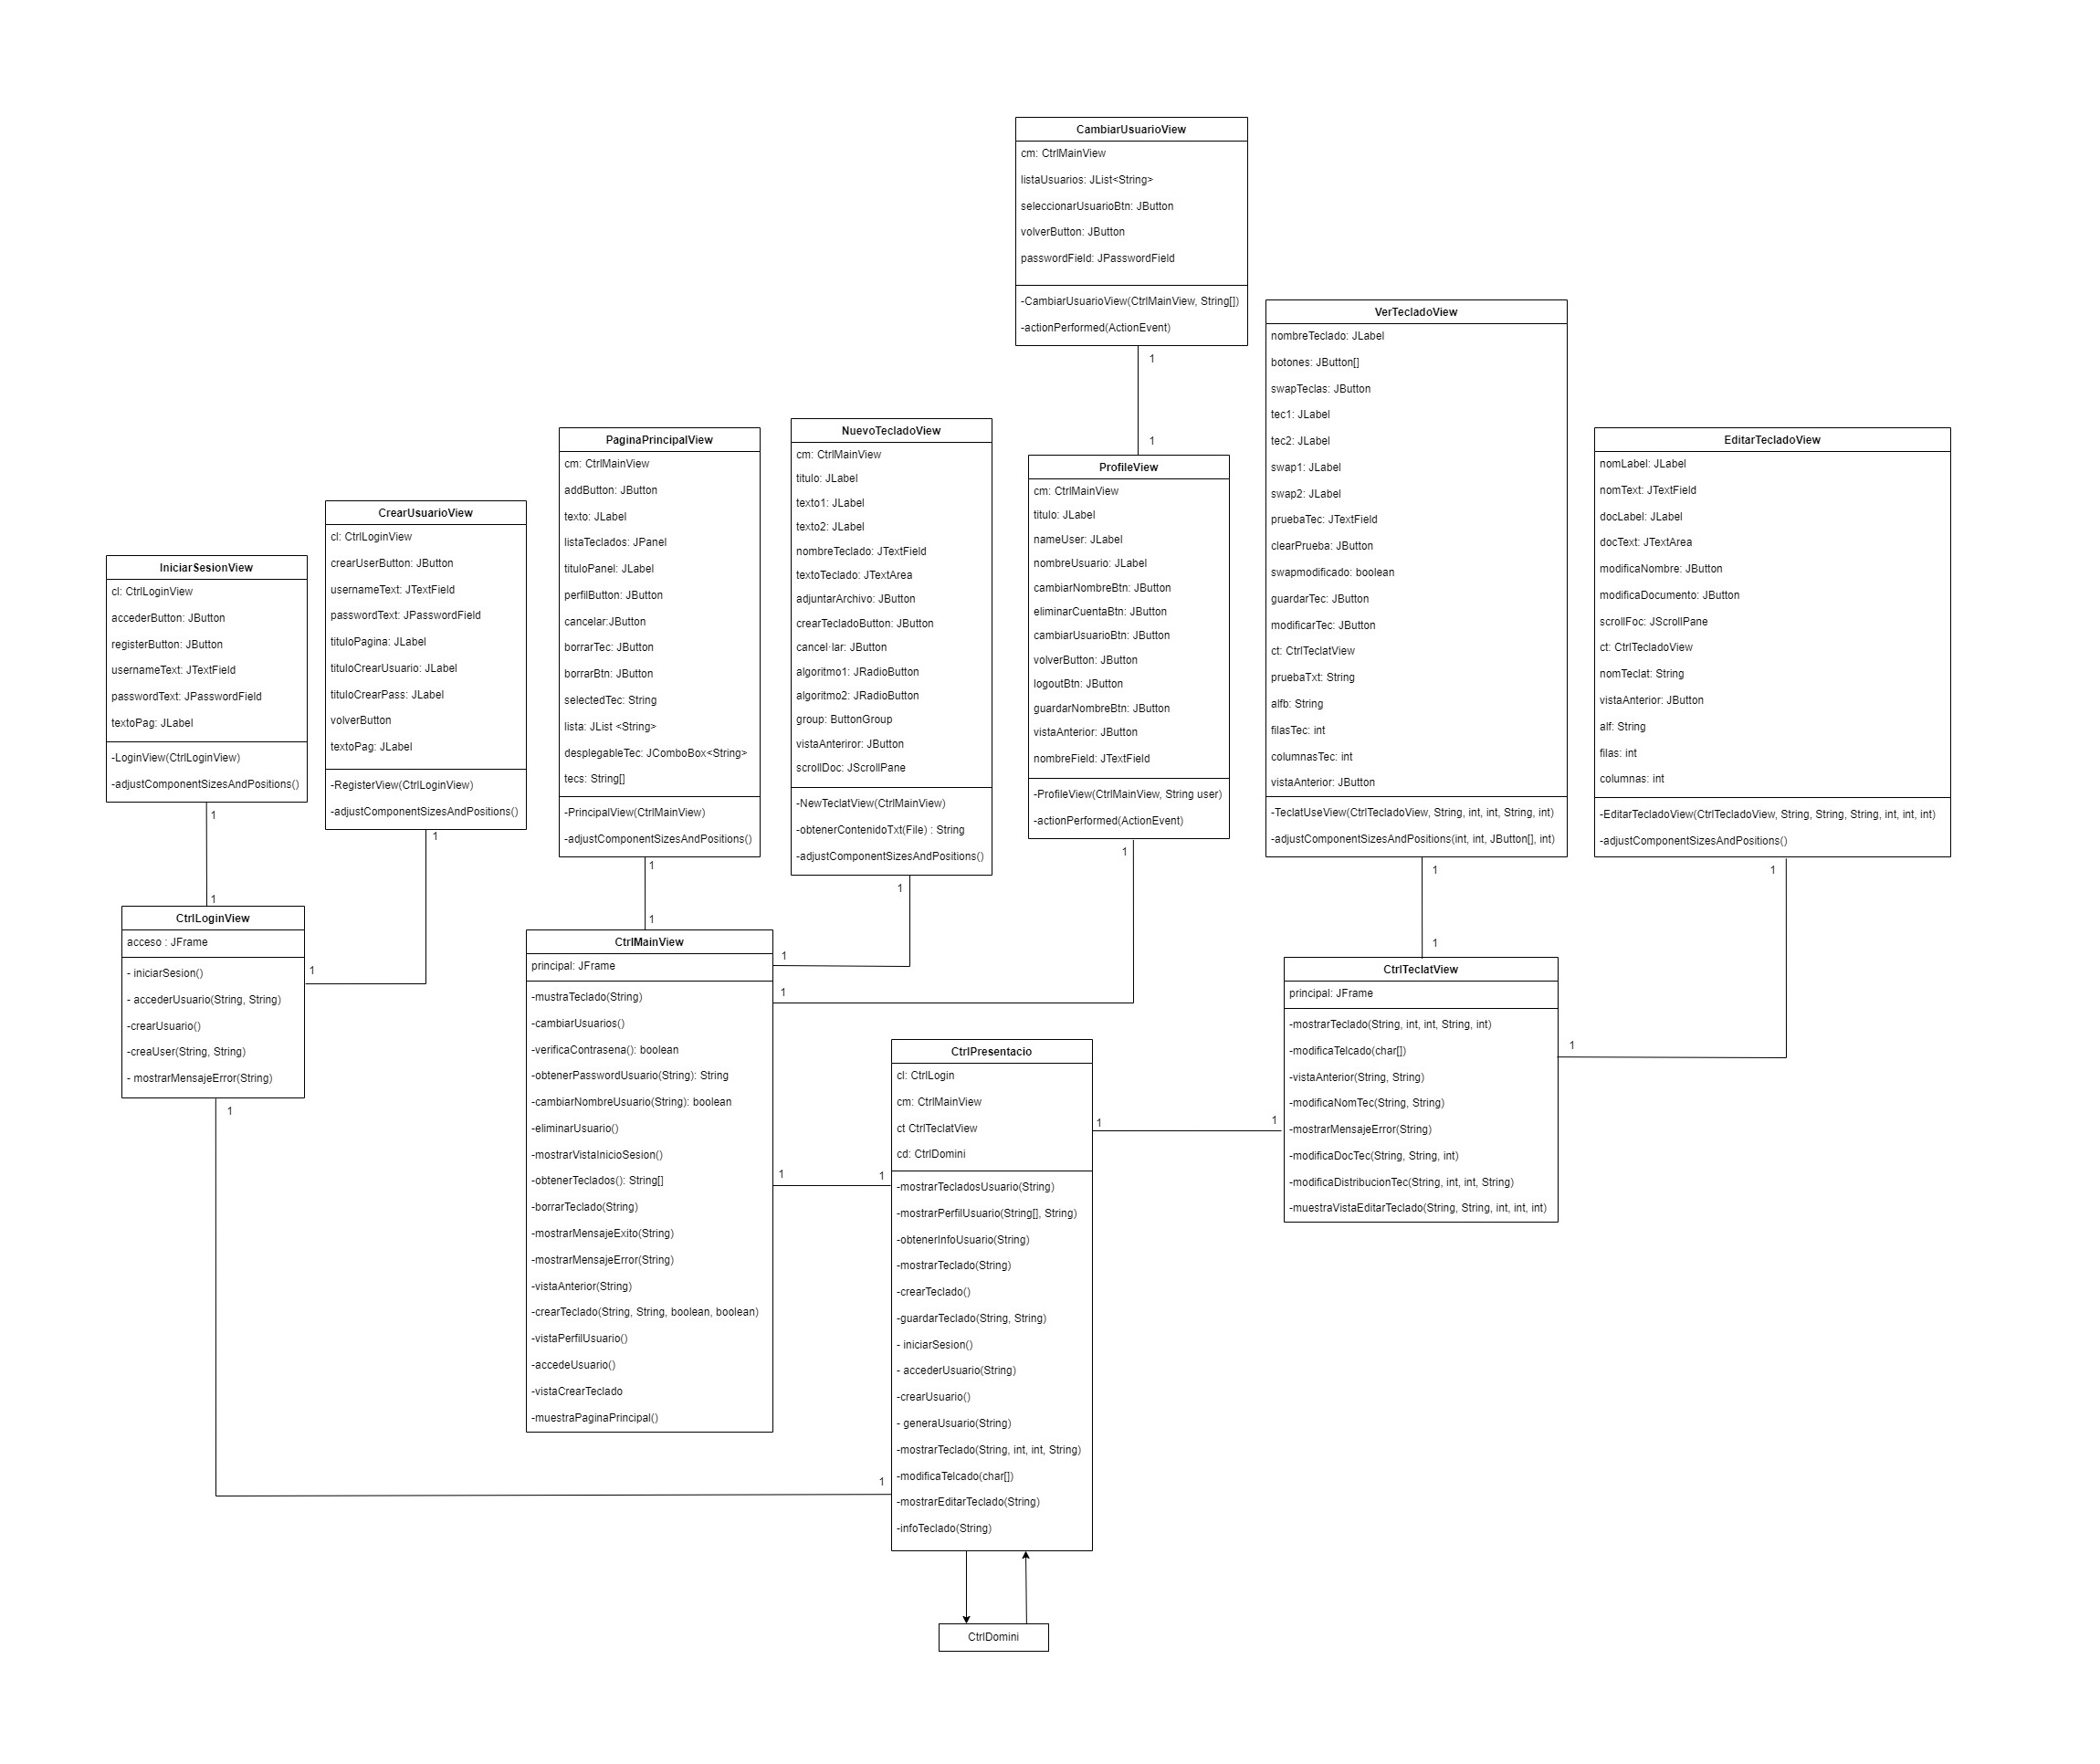 CambiarUsuarioView
cm: CtrlMainView
listaUsuarios: JList<String>
seleccionarUsuarioBtn: JButton
volverButton: JButton
passwordField: JPasswordField
-CambiarUsuarioView(CtrlMainView, String[])
-actionPerformed(ActionEvent)
1
1
VerTecladoView
nombreTeclado: JLabel
botones: JButton[]
swapTeclas: JButton
tec1: JLabel
tec2: JLabel
swap1: JLabel
swap2: JLabel
pruebaTec: JTextField
clearPrueba: JButton
swapmodificado: boolean
guardarTec: JButton
modificarTec: JButton
ct: CtrlTeclatView
pruebaTxt: String
alfb: String
filasTec: int
columnasTec: int
vistaAnterior: JButton
-TeclatUseView(CtrlTecladoView, String, int, int, String, int)
-adjustComponentSizesAndPositions(int, int, JButton[], int)
1
1
EditarTecladoView
nomLabel: JLabel
nomText: JTextField
docLabel: JLabel
docText: JTextArea
modificaNombre: JButton
modificaDocumento: JButton
scrollFoc: JScrollPane
ct: CtrlTecladoView
nomTeclat: String
vistaAnterior: JButton
alf: String
filas: int
columnas: int
-EditarTecladoView(CtrlTecladoView, String, String, String, int, int, int)
-adjustComponentSizesAndPositions()
1
1
PaginaPrincipalView
cm: CtrlMainView
addButton: JButton
texto: JLabel
listaTeclados: JPanel
tituloPanel: JLabel
perfilButton: JButton
cancelar:JButton
borrarTec: JButton
borrarBtn: JButton
selectedTec: String
lista: JList <String>
desplegableTec: JComboBox<String>
tecs: String[]
-PrincipalView(CtrlMainView)
-adjustComponentSizesAndPositions()
1
1
NuevoTecladoView
cm: CtrlMainView
titulo: JLabel
texto1: JLabel
texto2: JLabel
nombreTeclado: JTextField
textoTeclado: JTextArea
adjuntarArchivo: JButton
crearTecladoButton: JButton
cancel·lar: JButton
algoritmo1: JRadioButton
algoritmo2: JRadioButton
group: ButtonGroup
vistaAnteriror: JButton
scrollDoc: JScrollPane
-NewTeclatView(CtrlMainView)
-obtenerContenidoTxt(File) : String
-adjustComponentSizesAndPositions()
1
1
ProfileView
cm: CtrlMainView
titulo: JLabel
nameUser: JLabel
nombreUsuario: JLabel
cambiarNombreBtn: JButton
eliminarCuentaBtn: JButton
cambiarUsuarioBtn: JButton
volverButton: JButton
logoutBtn: JButton
guardarNombreBtn: JButton
vistaAnterior: JButton
nombreField: JTextField
-ProfileView(CtrlMainView, String user)
-actionPerformed(ActionEvent)
1
1
CrearUsuarioView
cl: CtrlLoginView
crearUserButton: JButton
usernameText: JTextField
passwordText: JPasswordField
tituloPagina: JLabel
tituloCrearUsuario: JLabel
tituloCrearPass: JLabel
volverButton
textoPag: JLabel
-RegisterView(CtrlLoginView)
-adjustComponentSizesAndPositions()
1
1
IniciarSesionView
cl: CtrlLoginView
accederButton: JButton
registerButton: JButton
usernameText: JTextField
passwordText: JPasswordField
textoPag: JLabel
-LoginView(CtrlLoginView)
-adjustComponentSizesAndPositions()
1
1
CtrlLoginView
acceso : JFrame
- iniciarSesion()
- accederUsuario(String, String)
-crearUsuario()
-creaUser(String, String)
- mostrarMensajeError(String)
1
1
CtrlMainView
principal: JFrame
-mustraTeclado(String)
-cambiarUsuarios()
-verificaContrasena(): boolean
-obtenerPasswordUsuario(String): String
-cambiarNombreUsuario(String): boolean
-eliminarUsuario()
-mostrarVistaInicioSesion()
-obtenerTeclados(): String[]
-borrarTeclado(String)
-mostrarMensajeExito(String)
-mostrarMensajeError(String)
-vistaAnterior(String)
-crearTeclado(String, String, boolean, boolean)
-vistaPerfilUsuario()
-accedeUsuario()
-vistaCrearTeclado
-muestraPaginaPrincipal()
1
1
CtrlPresentacio
cl: CtrlLogin
cm: CtrlMainView
ct CtrlTeclatView
cd: CtrlDomini
-mostrarTecladosUsuario(String)
-mostrarPerfilUsuario(String[], String)
-obtenerInfoUsuario(String)
-mostrarTeclado(String)
-crearTeclado()
-guardarTeclado(String, String)
- iniciarSesion()
- accederUsuario(String)
-crearUsuario()
- generaUsuario(String)
-mostrarTeclado(String, int, int, String)
-modificaTelcado(char[])
-mostrarEditarTeclado(String)
-infoTeclado(String)
1
1
CtrlTeclatView
principal: JFrame
-mostrarTeclado(String, int, int, String, int)
-modificaTelcado(char[])
-vistaAnterior(String, String)
-modificaNomTec(String, String)
-mostrarMensajeError(String)
-modificaDocTec(String, String, int)
-modificaDistribucionTec(String, int, int, String)
-muestraVistaEditarTeclado(String, String, int, int, int)
CtrlDomini